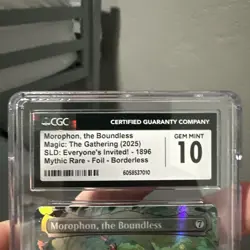 CGC
CERTIFIED GUARANTY COMPANY
Morophon, the Boundless
Magic: The Gathering (2025)
SLD: Everyone's Invited! - 1896
Mythic Rare - Foil - Borderless
6058537010
GEM MINT
10
Morophon, the Boundless
7